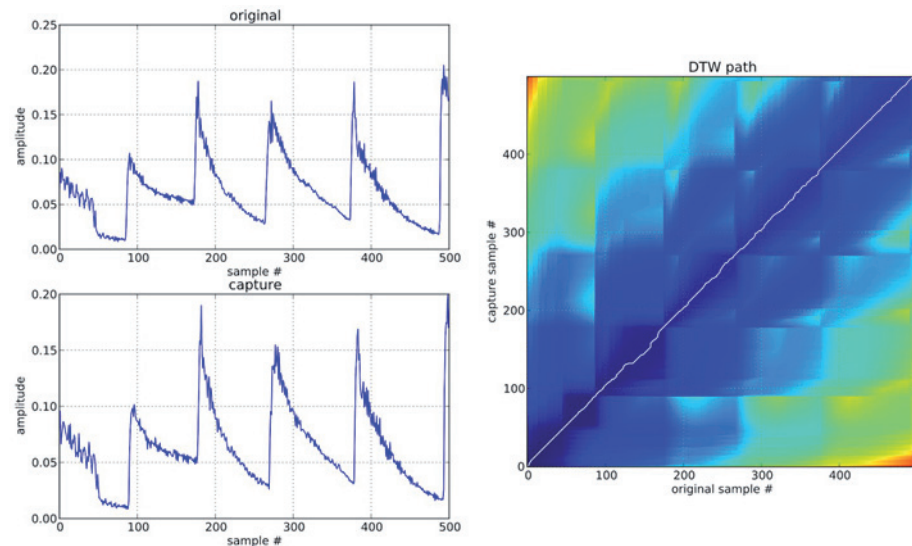 original
0.25
0.20
0.15
0.10
0.05
0.00
amplitude
0 100 200 300 400 500
sample #
capture
0.20
0.15
0.10
0.05
0.00
amplitude
0 100 200 300 400 500
sample #
DTW path
400
300
200
100
0
capture sample #
0 100 200 300 400
original sample #